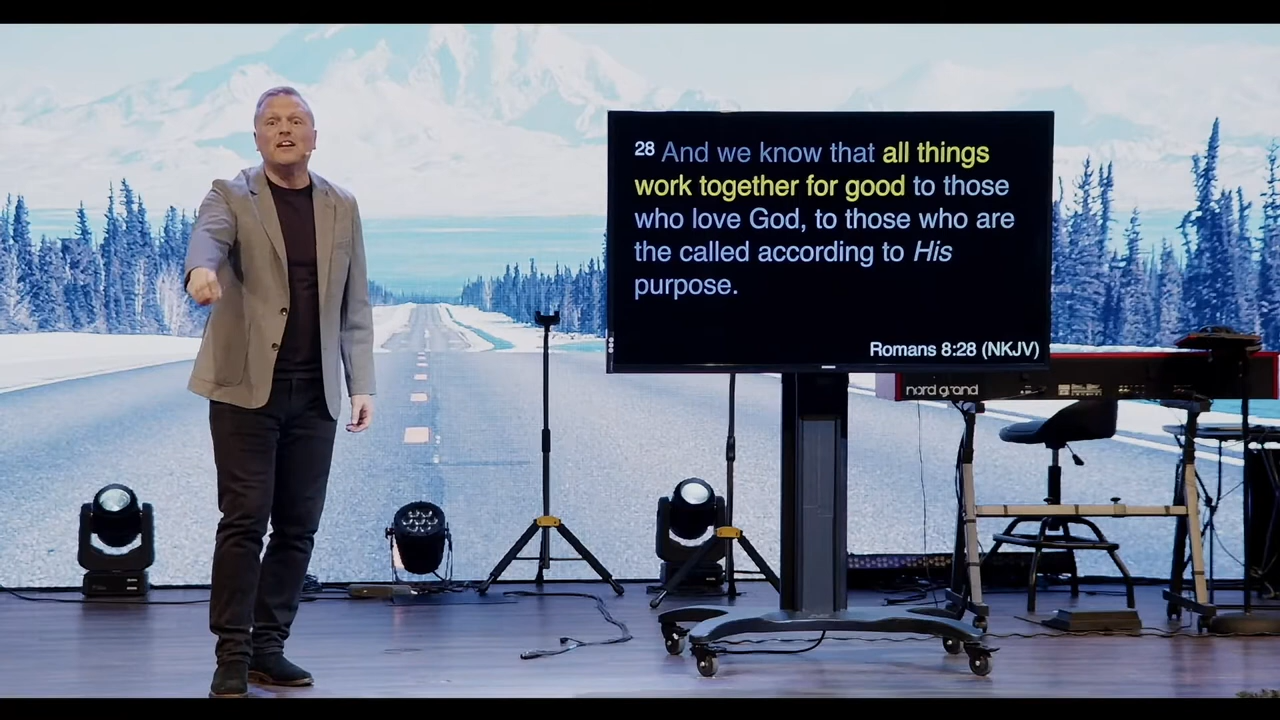 28 And we know that all things
work together for good to those
who love God, to those who are
the called according to His
purpose.
Romans 8:28 (NKJV)
nord grand